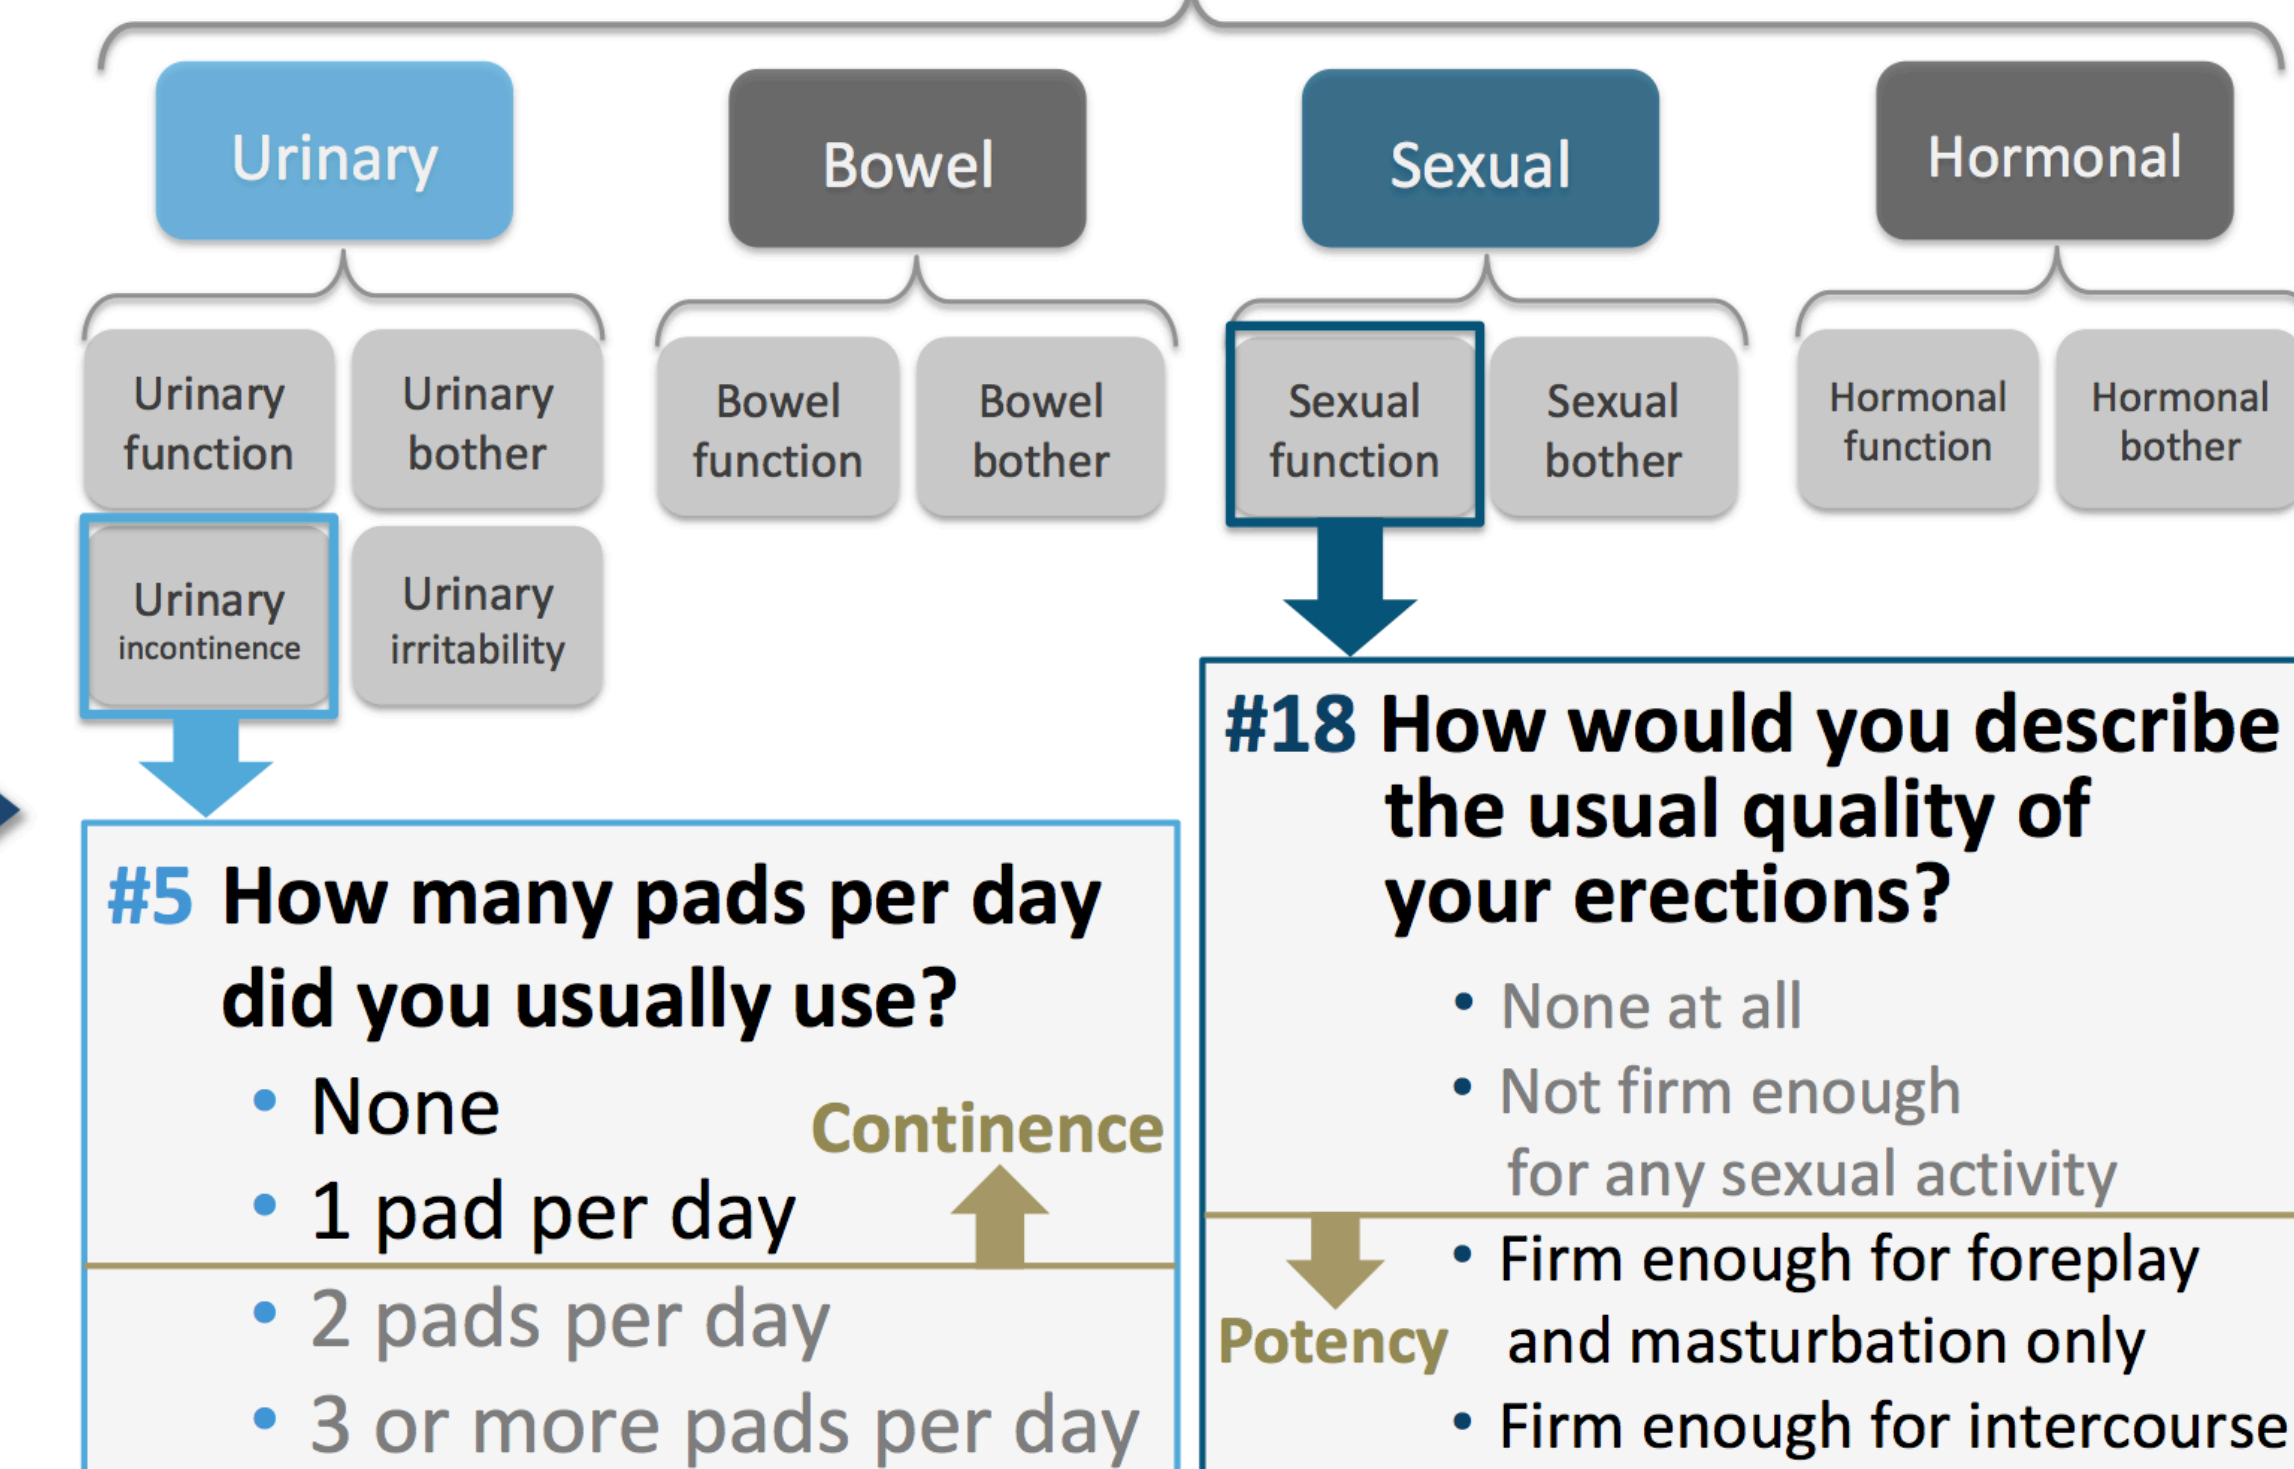 Urinary
Bowel
Sexual
Hormonal
Urinary
function
Urinary
bother
Urinary
incontinence
Urinary
irritability
Bowel
function
Bowel
bother
Sexual
function
Sexual
bother
Hormonal
function
Hormonal
bother
#5 How many pads per day
did you usually use?
• None
• 1 pad per day
Continence
• 2 pads per day
• 3 or more pads per day
#18 How would you describe
the usual quality of
your erections?
• None at all
• Not firm enough
for any sexual activity
• Firm enough for foreplay
and masturbation only
Potency
• Firm enough for intercourse